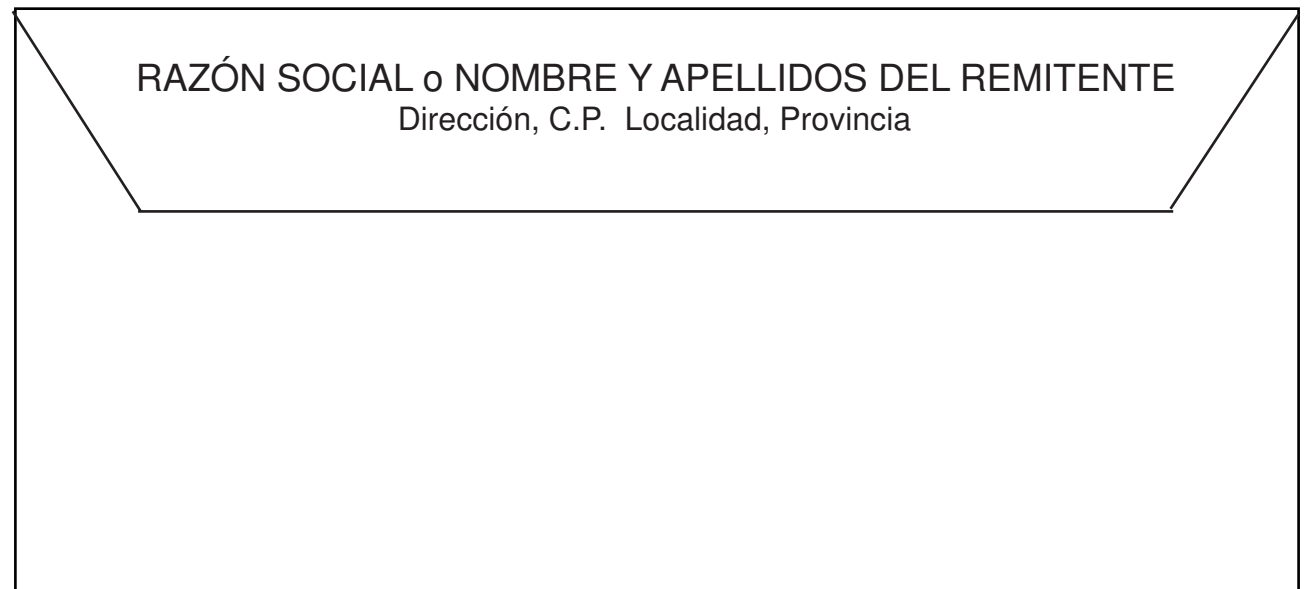 RAZÓN SOCIAL o NOMBRE Y APELLIDOS DEL REMITENTE
Dirección, C.P. Localidad, Provincia